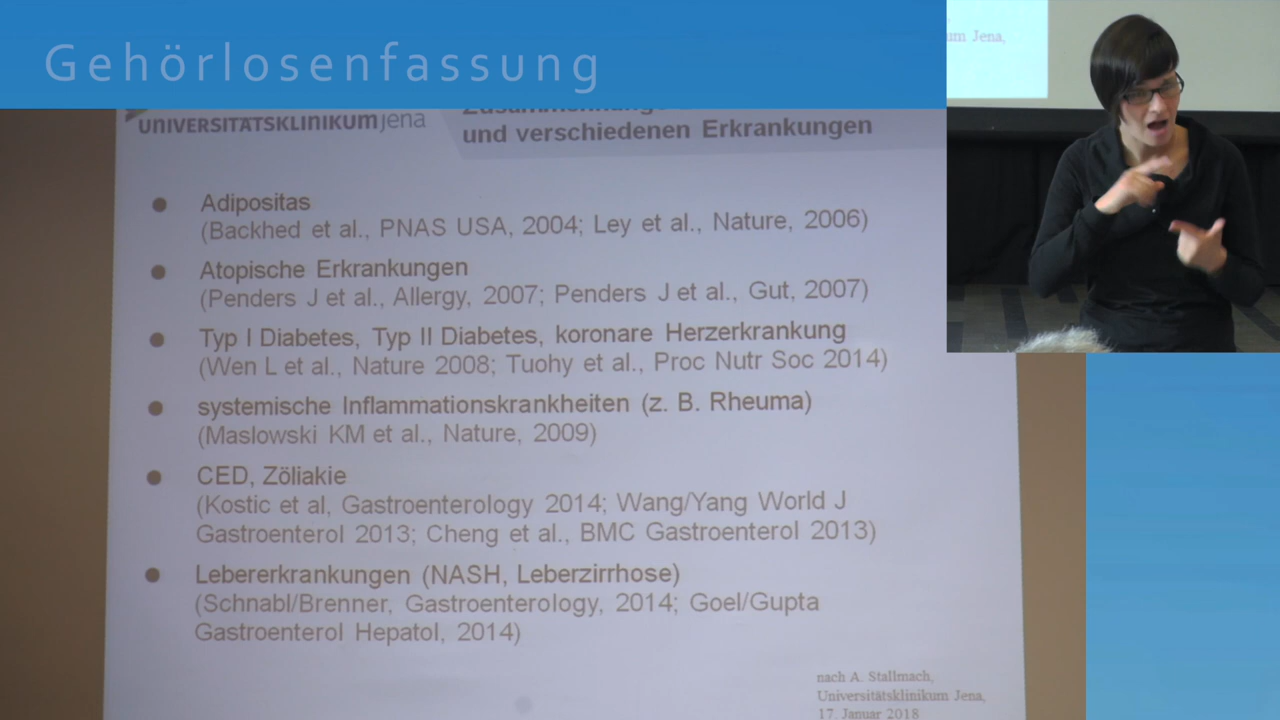 Gehörlosenfassung
um Jena,
UNIVERSITÄTSKLINIKUM jena
und verschiedenen Erkrankungen
● Adipositas
(Backhed et al., PNAS USA, 2004; Ley et al., Nature, 2006)
● Atopische Erkrankungen
(Penders J et al., Allergy, 2007; Penders J et al., Gut, 2007)
● Typ I Diabetes, Typ II Diabetes, koronare Herzerkrankung
(Wen L et al., Nature 2008; Tuohy et al., Proc Nutr Soc 2014)
● systemische Inflammationskrankheiten (z. B. Rheuma)
(Maslowski KM et al., Nature, 2009)
● CED, Zöliakie
(Kostic et al, Gastroenterology 2014; Wang/Yang World J
Gastroenterol 2013; Cheng et al., BMC Gastroenterol 2013)
● Lebererkrankungen (NASH, Leberzirrhose)
(Schnabl/Brenner, Gastroenterology, 2014; Goel/Gupta
Gastroenterol Hepatol, 2014)
nach A. Stallmach,
Universitätsklinikum Jena,
17. Januar 2018